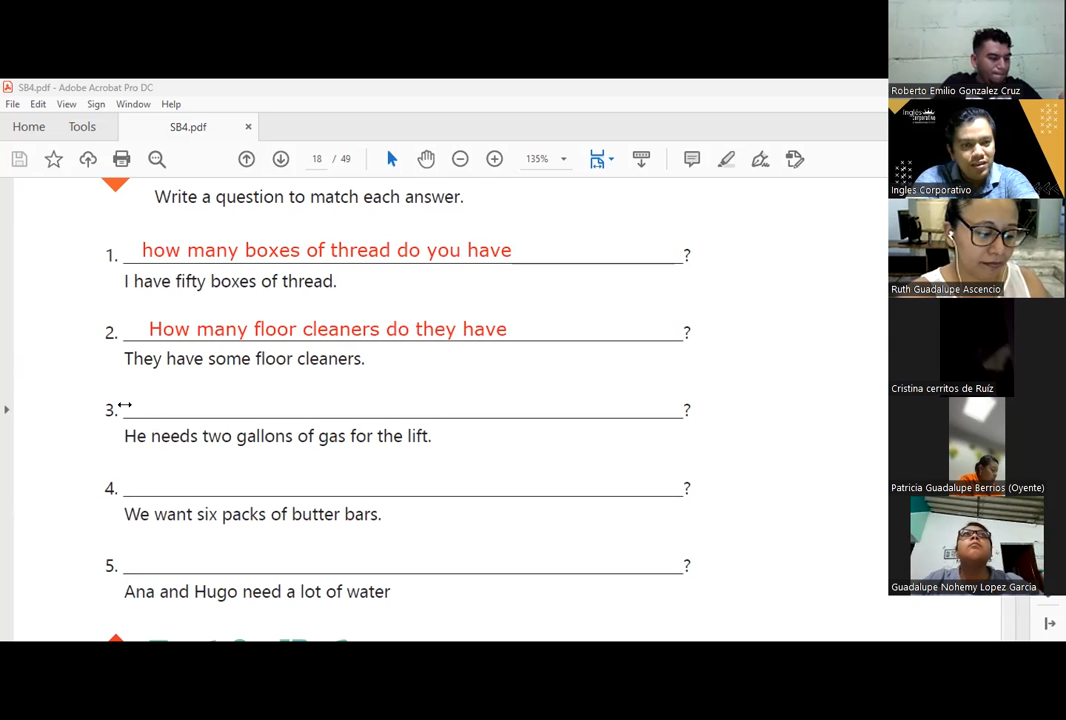 SB4.pdf - Adobe Acrobat Pro DC
File Edit View Sign Window Help
Home Tools SB4.pdf ×
18 / 49 135%
Write a question to match each answer.
1. how many boxes of thread do you have ?
I have fifty boxes of thread.
2. How many floor cleaners do they have ?
They have some floor cleaners.
3. ?
He needs two gallons of gas for the lift.
4. ?
We want six packs of butter bars.
5. ?
Ana and Hugo need a lot of water
Roberto Emilio Gonzalez Cruz
Inglés
Corporativo
Ingles Corporativo
Ruth Guadalupe Ascencio
Cristina cerritos de Ruíz
Patricia Guadalupe Berrios (Oyente)
Guadalupe Nohemy Lopez Garcia